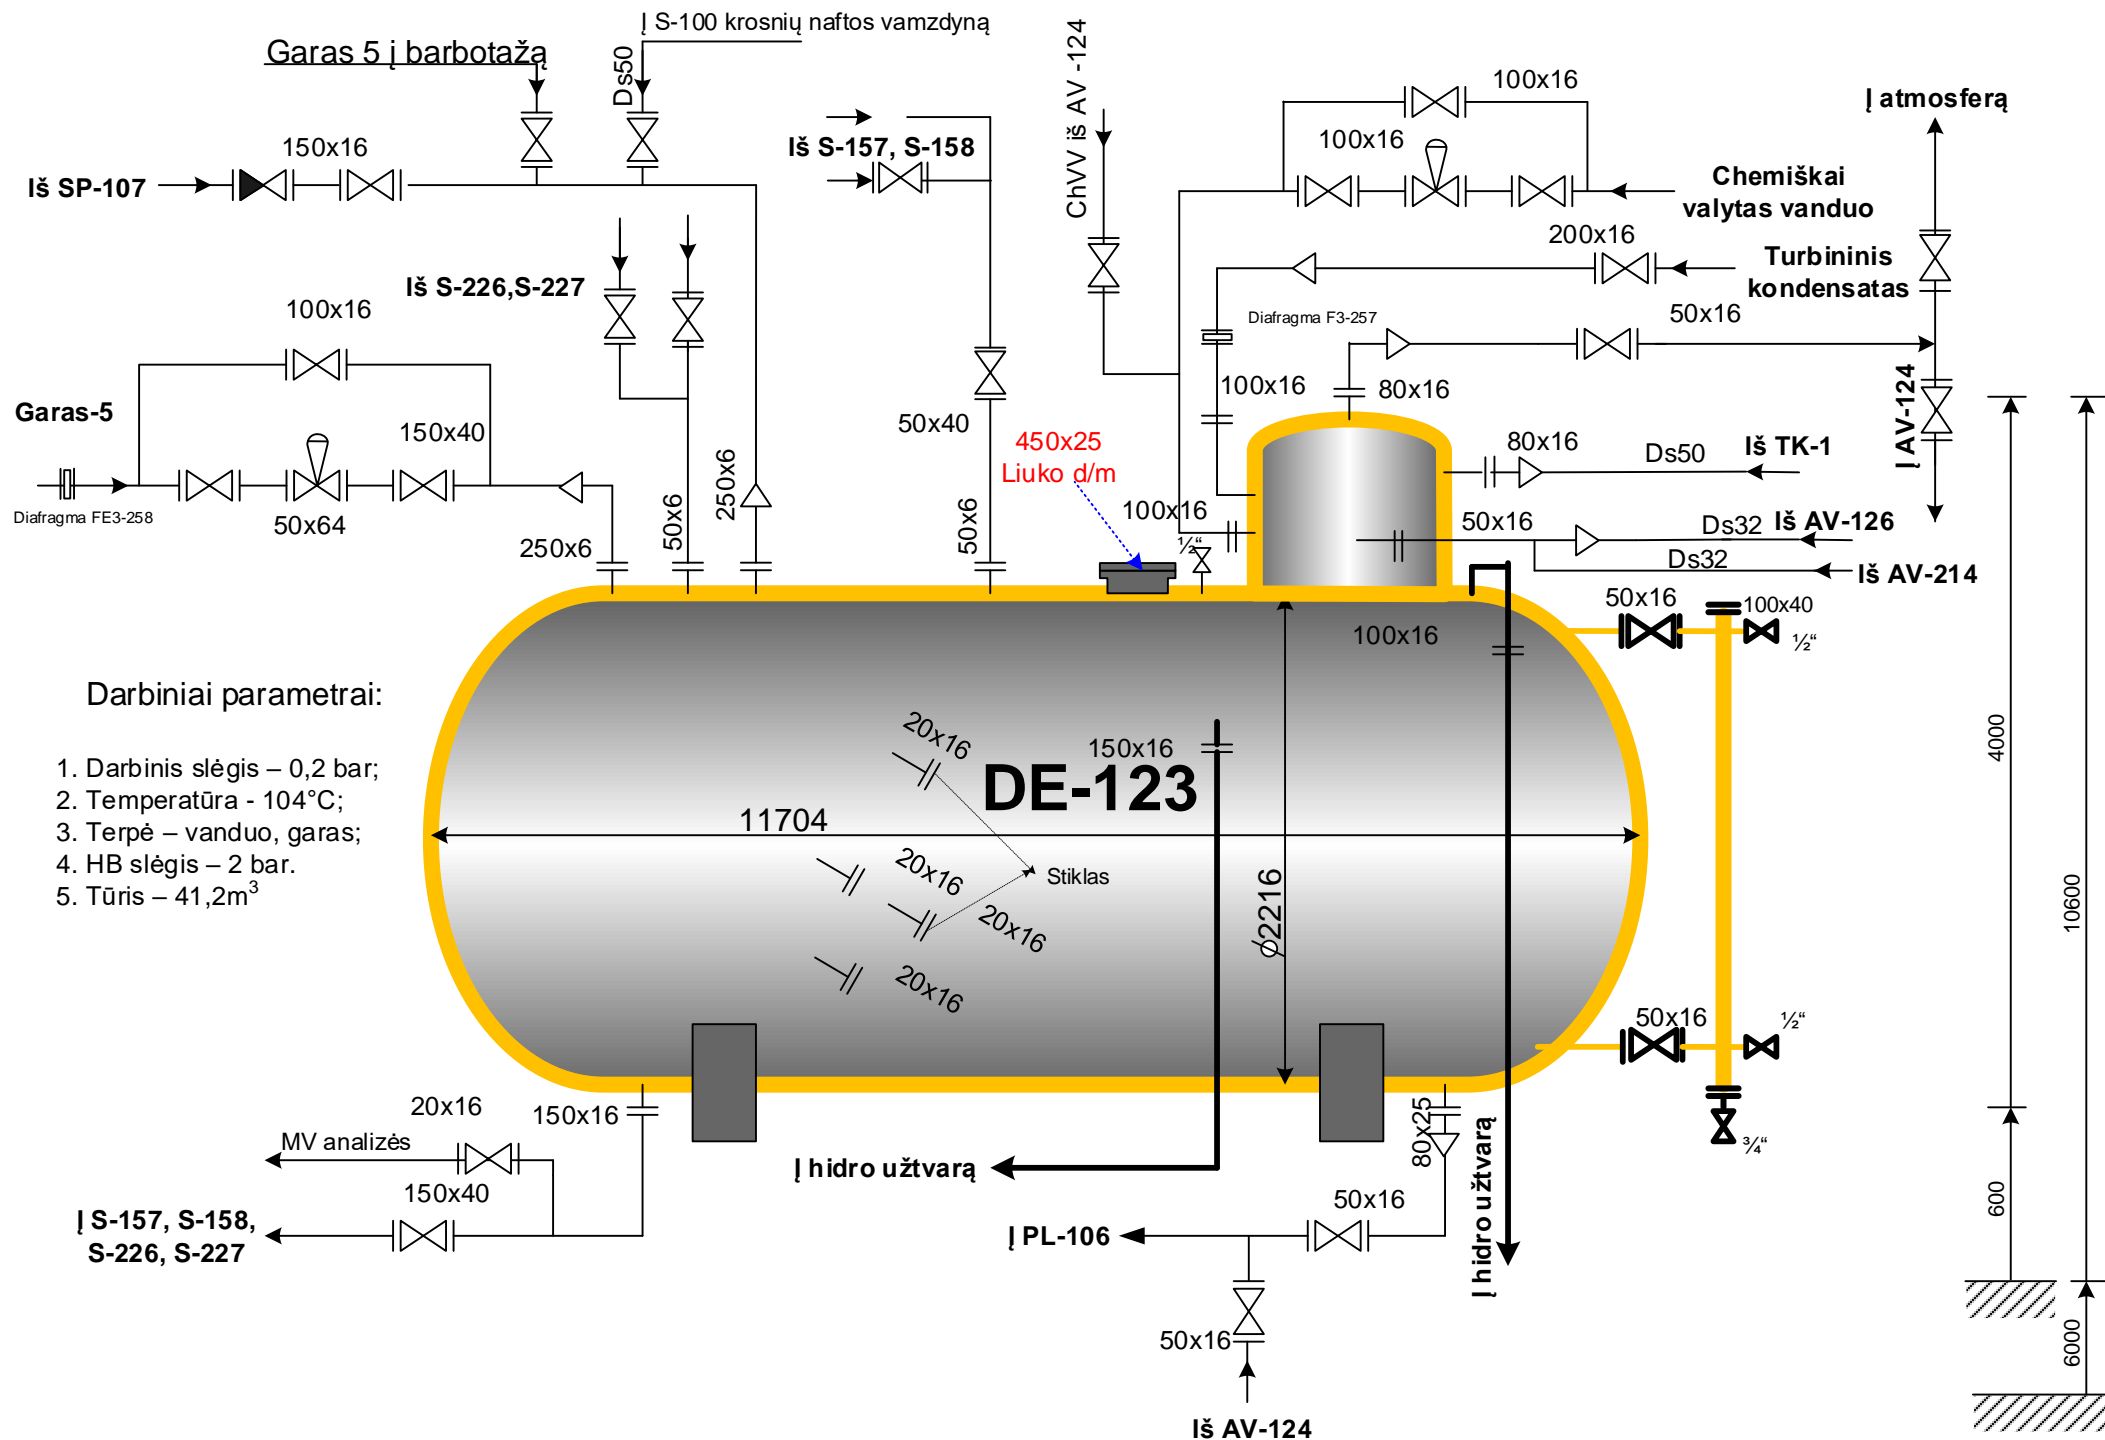 Į S-100 krosnių naftos vamzdyną
Garas 5 į barbotažą
Ds50
ChVV iš AV -124
100x16
Į atmosferą
150x16
Iš S-157, S-158
100x16
Iš SP-107
Chemiškai
valytas vanduo
200x16
Turbininis
kondensatas
Iš S-226,S-227
100x16
Diafragma F3-257
50x16
100x16
80x16
Į AV-124
Garas-5
150x40
50x40
450x25
Liuko d/m
80x16
Ds50
Iš TK-1
250x6
50x6
50x6
Diafragma FE3-258
50x64
100x16
50x16
Ds32
Iš AV-126
250x6
½“
Ds32
Iš AV-214
50x16
100x40
½“
100x16
Darbiniai parametrai:
1. Darbinis slėgis – 0,2 bar;
2. Temperatūra - 104°C;
3. Terpė – vanduo, garas;
4. HB slėgis – 2 bar.
5. Tūris – 41,2m³
20x16
150x16
DE-123
11704
20x16
Stiklas
20x16
20x16
⌀2216
4000
10600
50x16
½“
20x16
150x16
MV analizės
80x25
¾“
Į hidro užtvarą
Į hidro užtvarą
150x40
50x16
600
Į S-157, S-158,
S-226, S-227
Į PL-106
50x16
6000
Iš AV-124